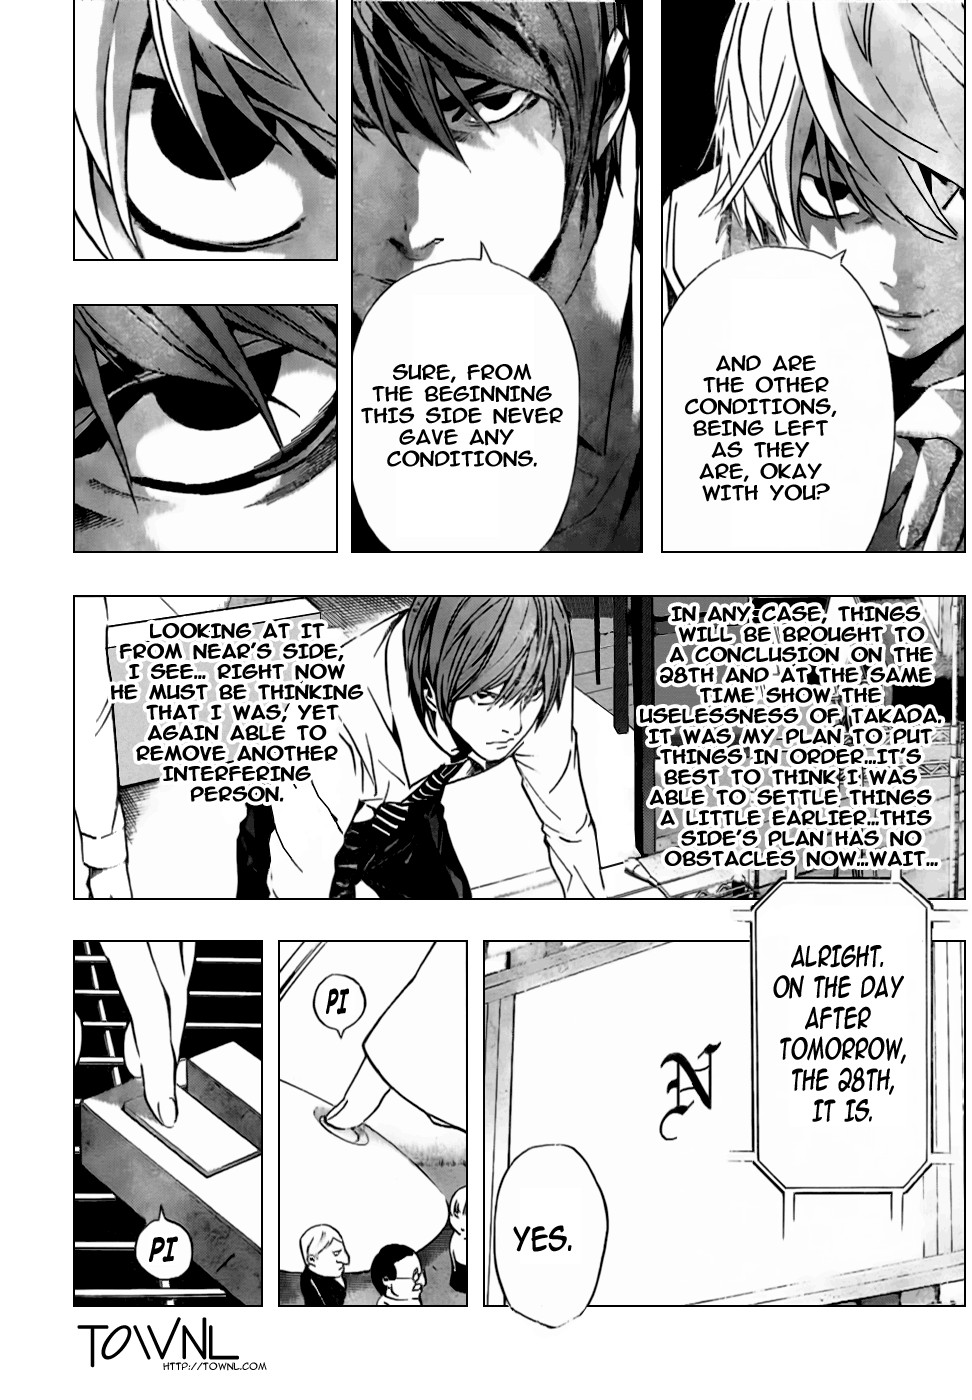 AND ARE
THE OTHER
CONDITIONS,
BEING LEFT
AS THEY
ARE, OKAY
WITH YOU?
SURE, FROM
THE BEGINNING
THIS SIDE NEVER
GAVE ANY
CONDITIONS.
IN ANY CASE, THINGS
WILL BE BROUGHT TO
A CONCLUSION ON THE
28TH AND AT THE SAME
TIME SHOW THE
USELESSNESS OF TAKADA.
IT WAS MY PLAN TO PUT
THINGS IN ORDER...IT'S
BEST TO THINK I WAS
ABLE TO SETTLE THINGS
A LITTLE EARLIER...THIS
SIDE'S PLAN HAS NO
OBSTACLES NOW...WAIT...
LOOKING AT IT
FROM NEAR'S SIDE,
I SEE... RIGHT NOW
HE MUST BE THINKING
THAT I WAS, YET
AGAIN ABLE TO
REMOVE ANOTHER
INTERFERING
PERSON.
ALRIGHT.
ON THE DAY
AFTER
TOMORROW,
THE 28TH,
IT IS.
N
YES.
PI
PI
TOWNL
HTTP://TOWNL.COM